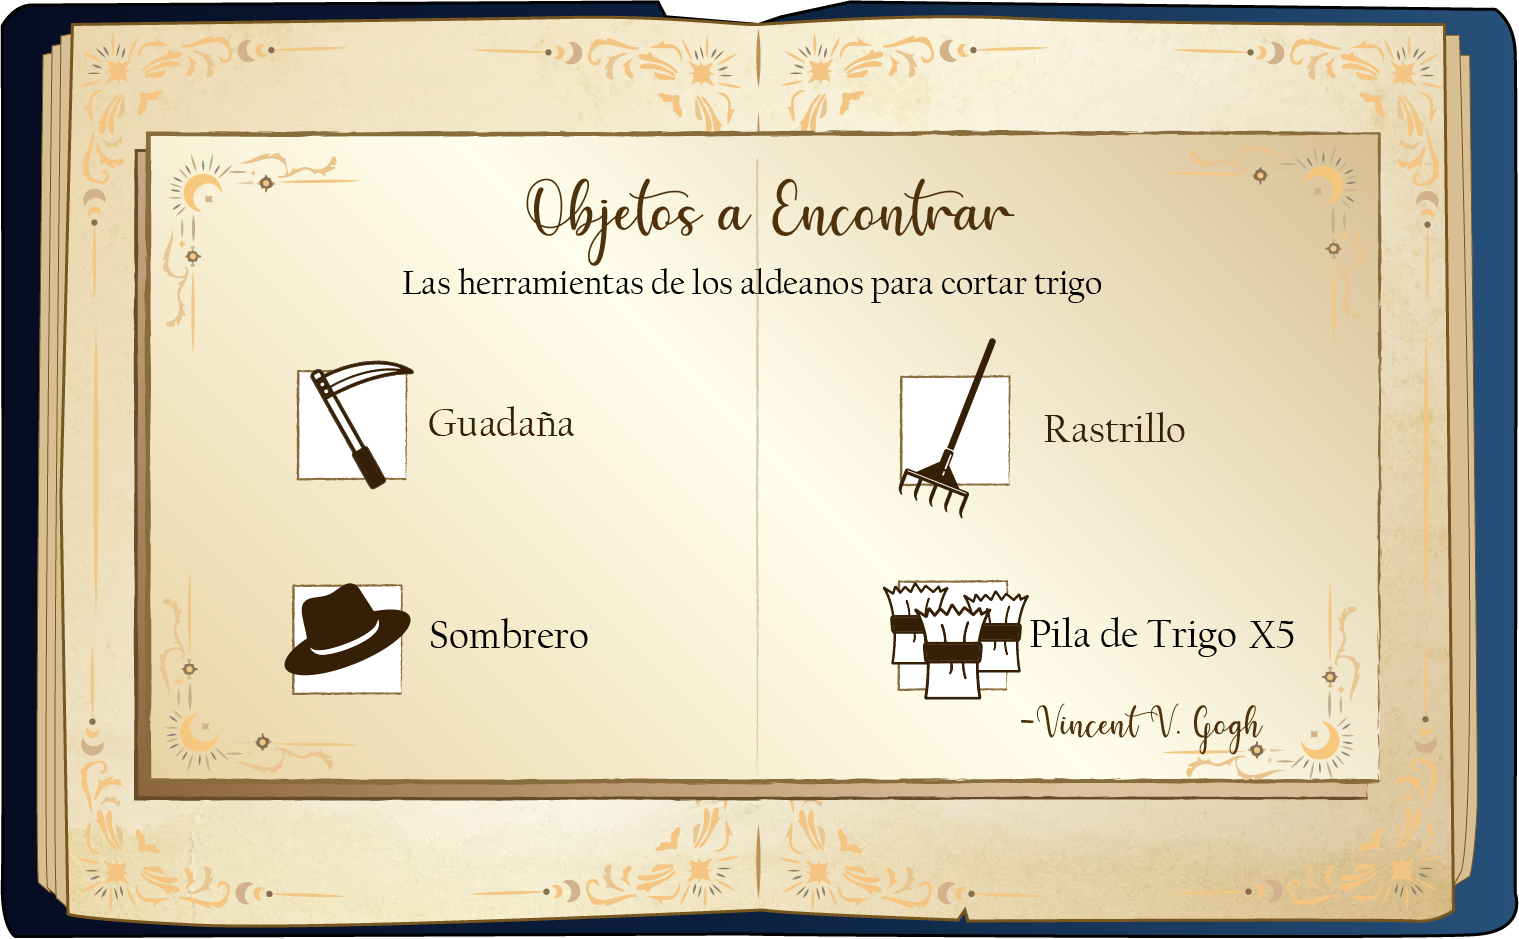 Objetos a Encontrar
Las herramientas de los aldeanos para cortar trigo
Guadaña
Rastrillo
Sombrero
Pila de Trigo X5
-Vincent V. Gogh